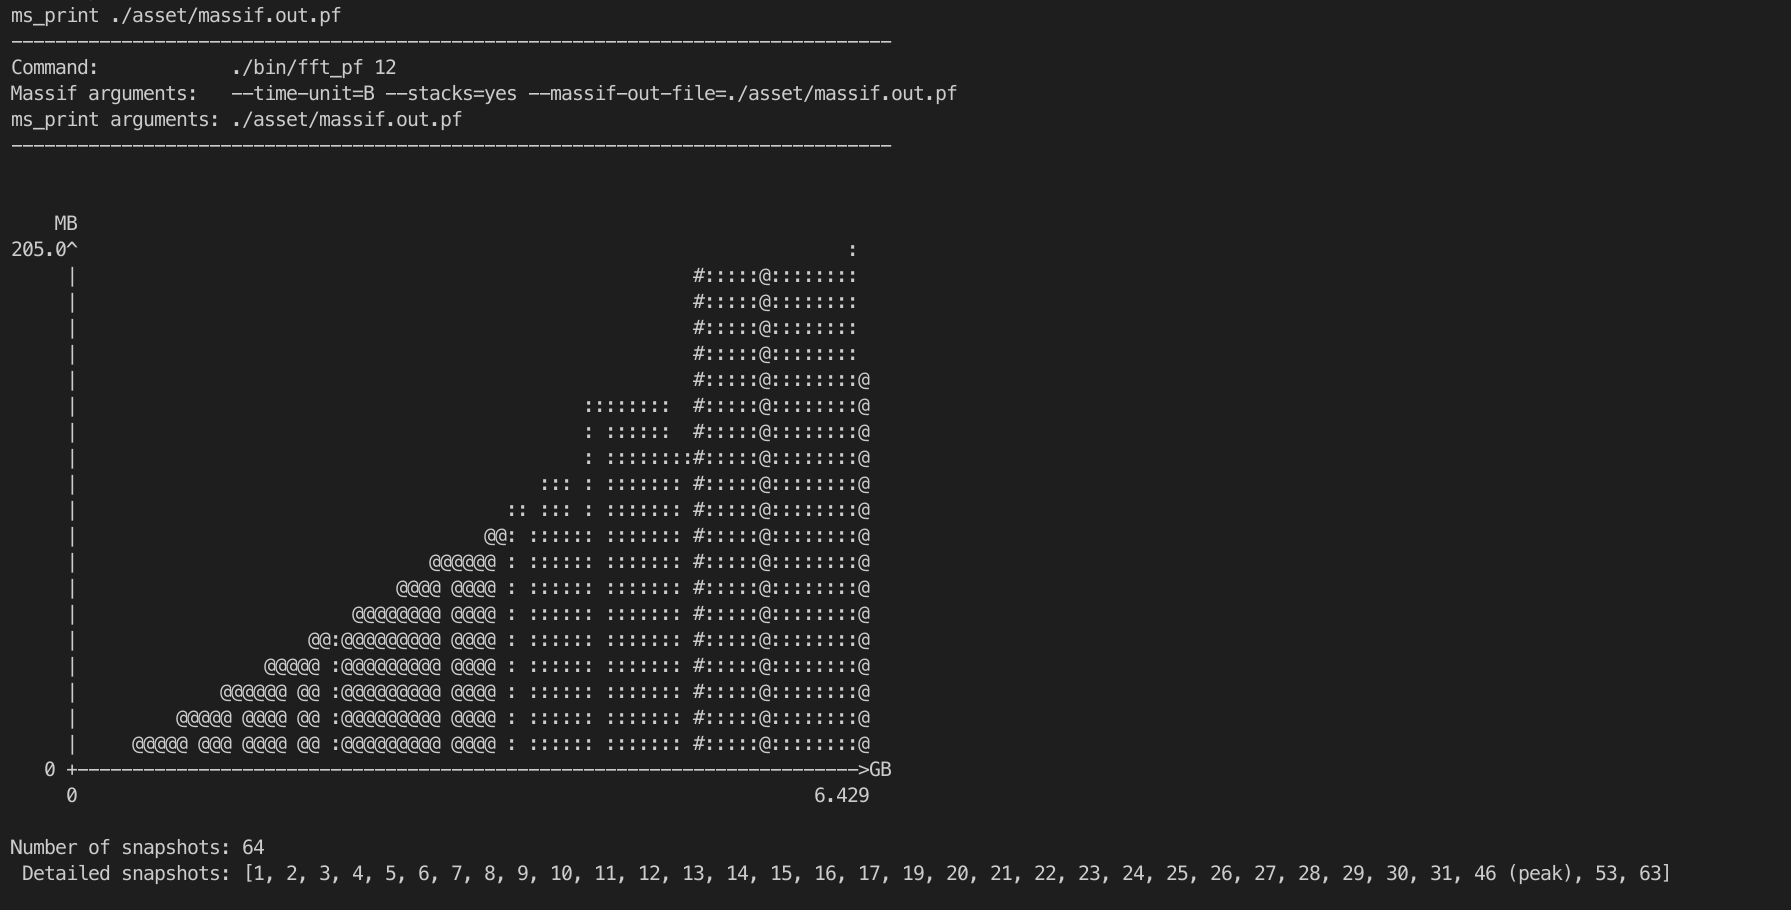 ms_print ./asset/massif.out.pf
--------------------------------------------------------------------------------
Command:            ./bin/fft_pf 12
Massif arguments:   --time-unit=B --stacks=yes --massif-out-file=./asset/massif.out.pf
ms_print arguments: ./asset/massif.out.pf
--------------------------------------------------------------------------------
    MB
205.0^                                                                      :
     |                                                        #:::::@::::::::
     |                                                        #:::::@::::::::
     |                                                        #:::::@::::::::
     |                                                        #:::::@::::::::
     |                                                        #:::::@::::::::@
     |                                              ::::::::  #:::::@::::::::@
     |                                              : ::::::  #:::::@::::::::@
     |                                              : ::::::::#:::::@::::::::@
     |                                          ::: : ::::::: #:::::@::::::::@
     |                                       :: ::: : ::::::: #:::::@::::::::@
     |                                     @@: :::::: ::::::: #:::::@::::::::@
     |                                @@@@@@ : :::::: ::::::: #:::::@::::::::@
     |                             @@@@ @@@@ : :::::: ::::::: #:::::@::::::::@
     |                         @@@@@@@@ @@@@ : :::::: ::::::: #:::::@::::::::@
     |                     @@:@@@@@@@@@ @@@@ : :::::: ::::::: #:::::@::::::::@
     |                 @@@@@ :@@@@@@@@@ @@@@ : :::::: ::::::: #:::::@::::::::@
     |             @@@@@@ @@ :@@@@@@@@@ @@@@ : :::::: ::::::: #:::::@::::::::@
     |         @@@@@ @@@@ @@ :@@@@@@@@@ @@@@ : :::::: ::::::: #:::::@::::::::@
     |     @@@@@ @@@ @@@@ @@ :@@@@@@@@@ @@@@ : :::::: ::::::: #:::::@::::::::@
   0 +----------------------------------------------------------------------->GB
     0                                                                   6.429
Number of snapshots: 64
 Detailed snapshots: [1, 2, 3, 4, 5, 6, 7, 8, 9, 10, 11, 12, 13, 14, 15, 16, 17, 19, 20, 21, 22, 23, 24, 25, 26, 27, 28, 29, 30, 31, 46 (peak), 53, 63]